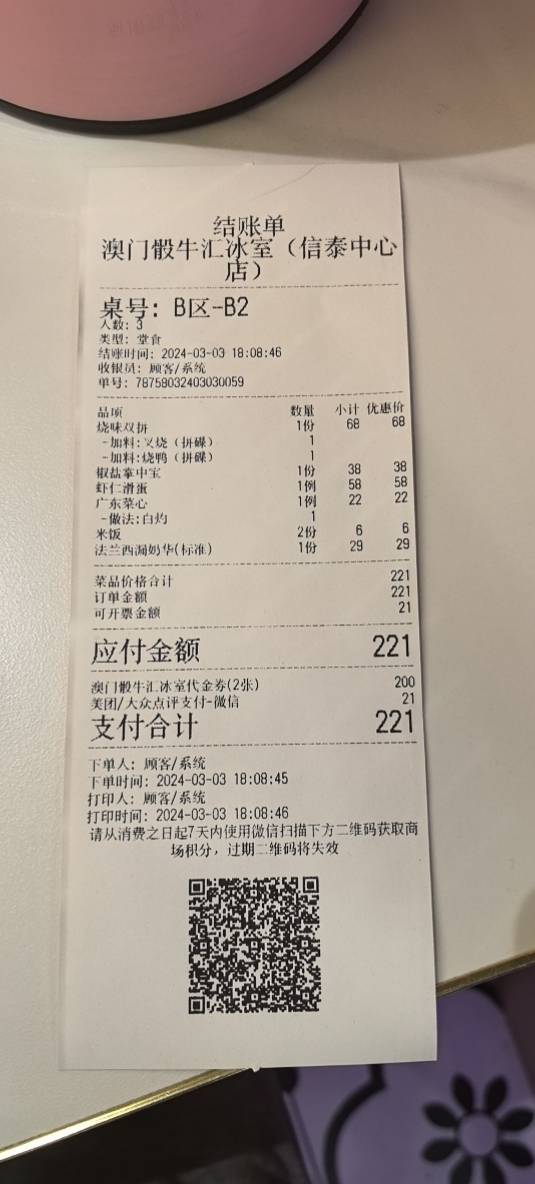 结账单
澳门骰牛汇冰室（信泰中心
店）
桌号: B区-B2
人数: 3
类型: 堂食
结账时间: 2024-03-03 18:08:46
收银员: 顾客/系统
单号: 78758032403030059
品项 数量 小计 优惠价
烧味双拼 1份 68 68
-加料:叉烧（拼碟） 1
-加料:烧鸭（拼碟） 1
椒盐掌中宝 1份 38 38
虾仁滑蛋 1例 58 58
广东菜心 1例 22 22
-做法:白灼 1
米饭 2份 6 6
法兰西漏奶华(标准) 1份 29 29
菜品价格合计 221
订单金额 221
可开票金额 21
应付金额 221
澳门骰牛汇冰室代金券(2张) 200
美团/大众点评支付-微信 21
支付合计 221
下单人: 顾客/系统
下单时间: 2024-03-03 18:08:45
打印人: 顾客/系统
打印时间: 2024-03-03 18:08:46
请从消费之日起7天内使用微信扫描下方二维码获取商
场积分，过期二维码将失效